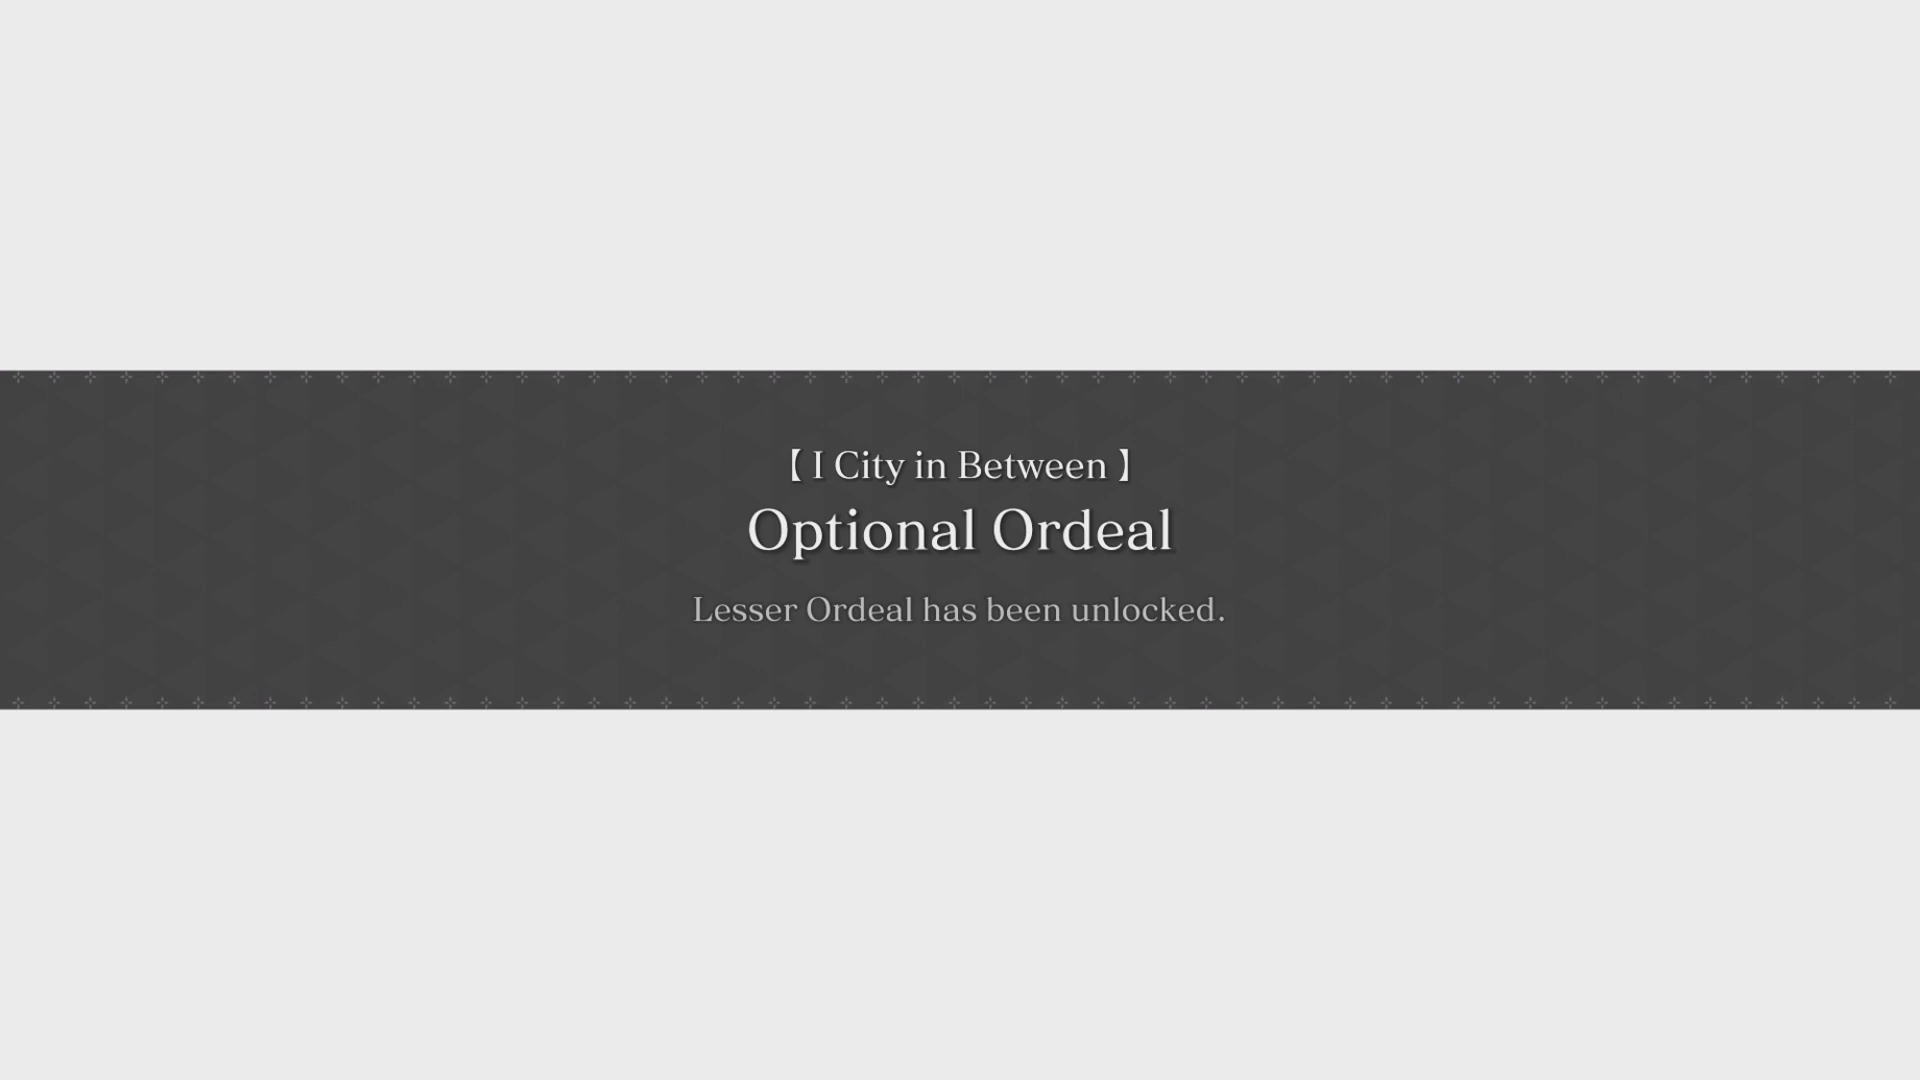 【 I City in Between 】
Optional Ordeal
Lesser Ordeal has been unlocked.